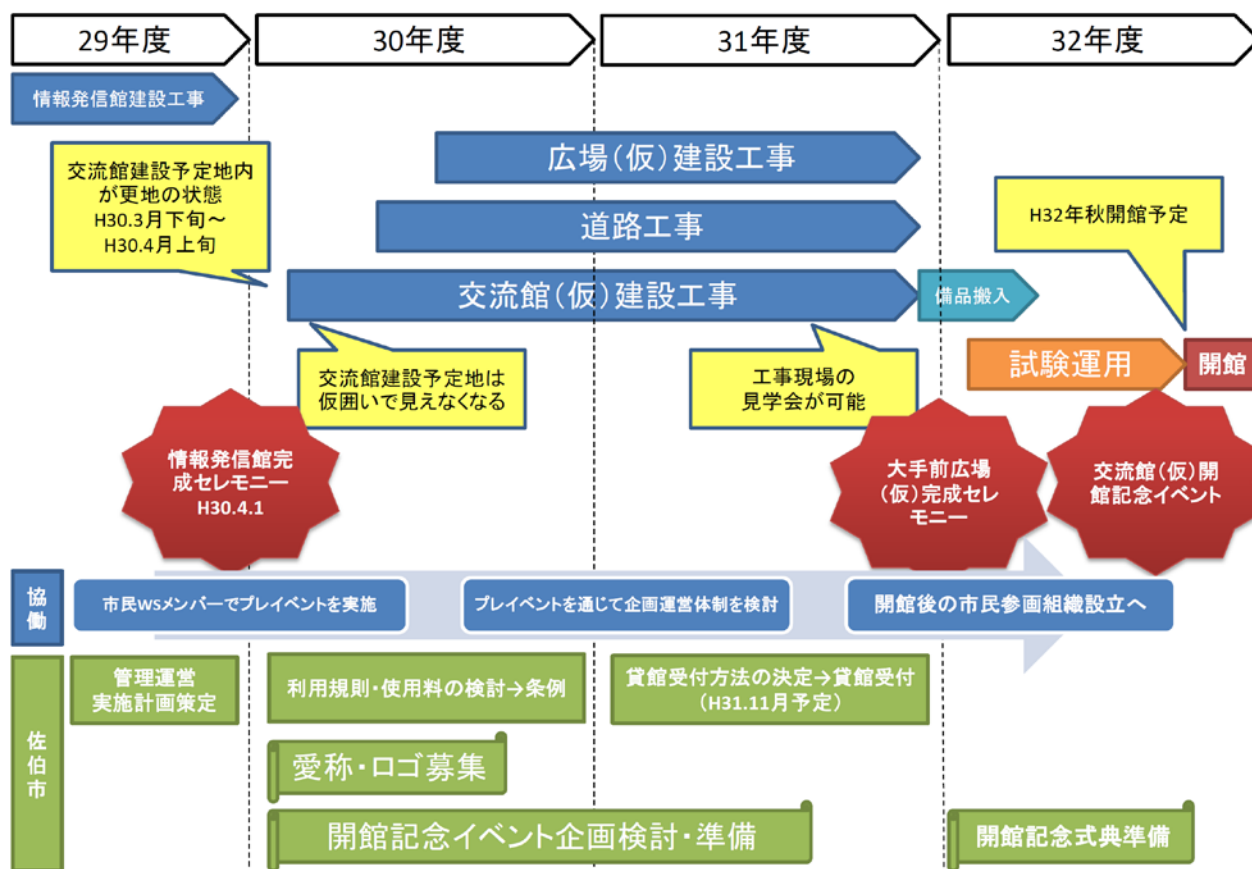 29年度
30年度
31年度
32年度
情報発信館建設工事
広場(仮)建設工事
交流館建設予定地内
が更地の状態
H30.3月下旬～
H30.4月上旬
道路工事
H32年秋開館予定
交流館(仮)建設工事
備品搬入
交流館建設予定地は
仮囲いで見えなくなる
工事現場の
見学会が可能
試験運用
開館
情報発信館完
成セレモニー
H30.4.1
大手前広場
(仮)完成セレ
モニー
交流館(仮)開
館記念イベント
協働
市民WSメンバーでプレイベントを実施
プレイベントを通じて企画運営体制を検討
開館後の市民参画組織設立へ
佐伯市
管理運営
実施計画策定
利用規則・使用料の検討→条例
貸館受付方法の決定→貸館受付
(H31.11月予定)
愛称・ロゴ募集
開館記念イベント企画検討・準備
開館記念式典準備